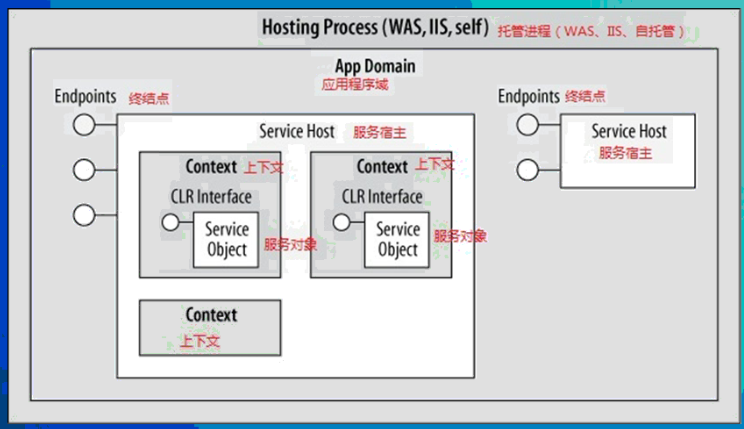 Hosting Process (WAS, IIS, self) 托管进程（WAS、IIS、自托管）
App Domain
应用程序域
Endpoints 终结点
Service Host 服务宿主
Context 上下文
CLR Interface
Service
Object
服务对象
Context 上下文
CLR Interface
Service
Object
服务对象
Context
上下文
Endpoints 终结点
Service Host
服务宿主